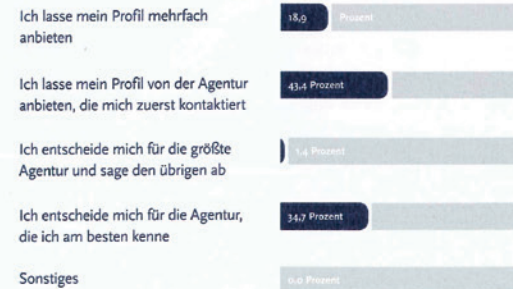 Ich lasse mein Profil mehrfach
anbieten
18,9 Prozent
Ich lasse mein Profil von der Agentur
anbieten, die mich zuerst kontaktiert
43,4 Prozent
Ich entscheide mich für die größte
Agentur und sage den übrigen ab
1,4 Prozent
Ich entscheide mich für die Agentur,
die ich am besten kenne
34,7 Prozent
Sonstiges
0,0 Prozent